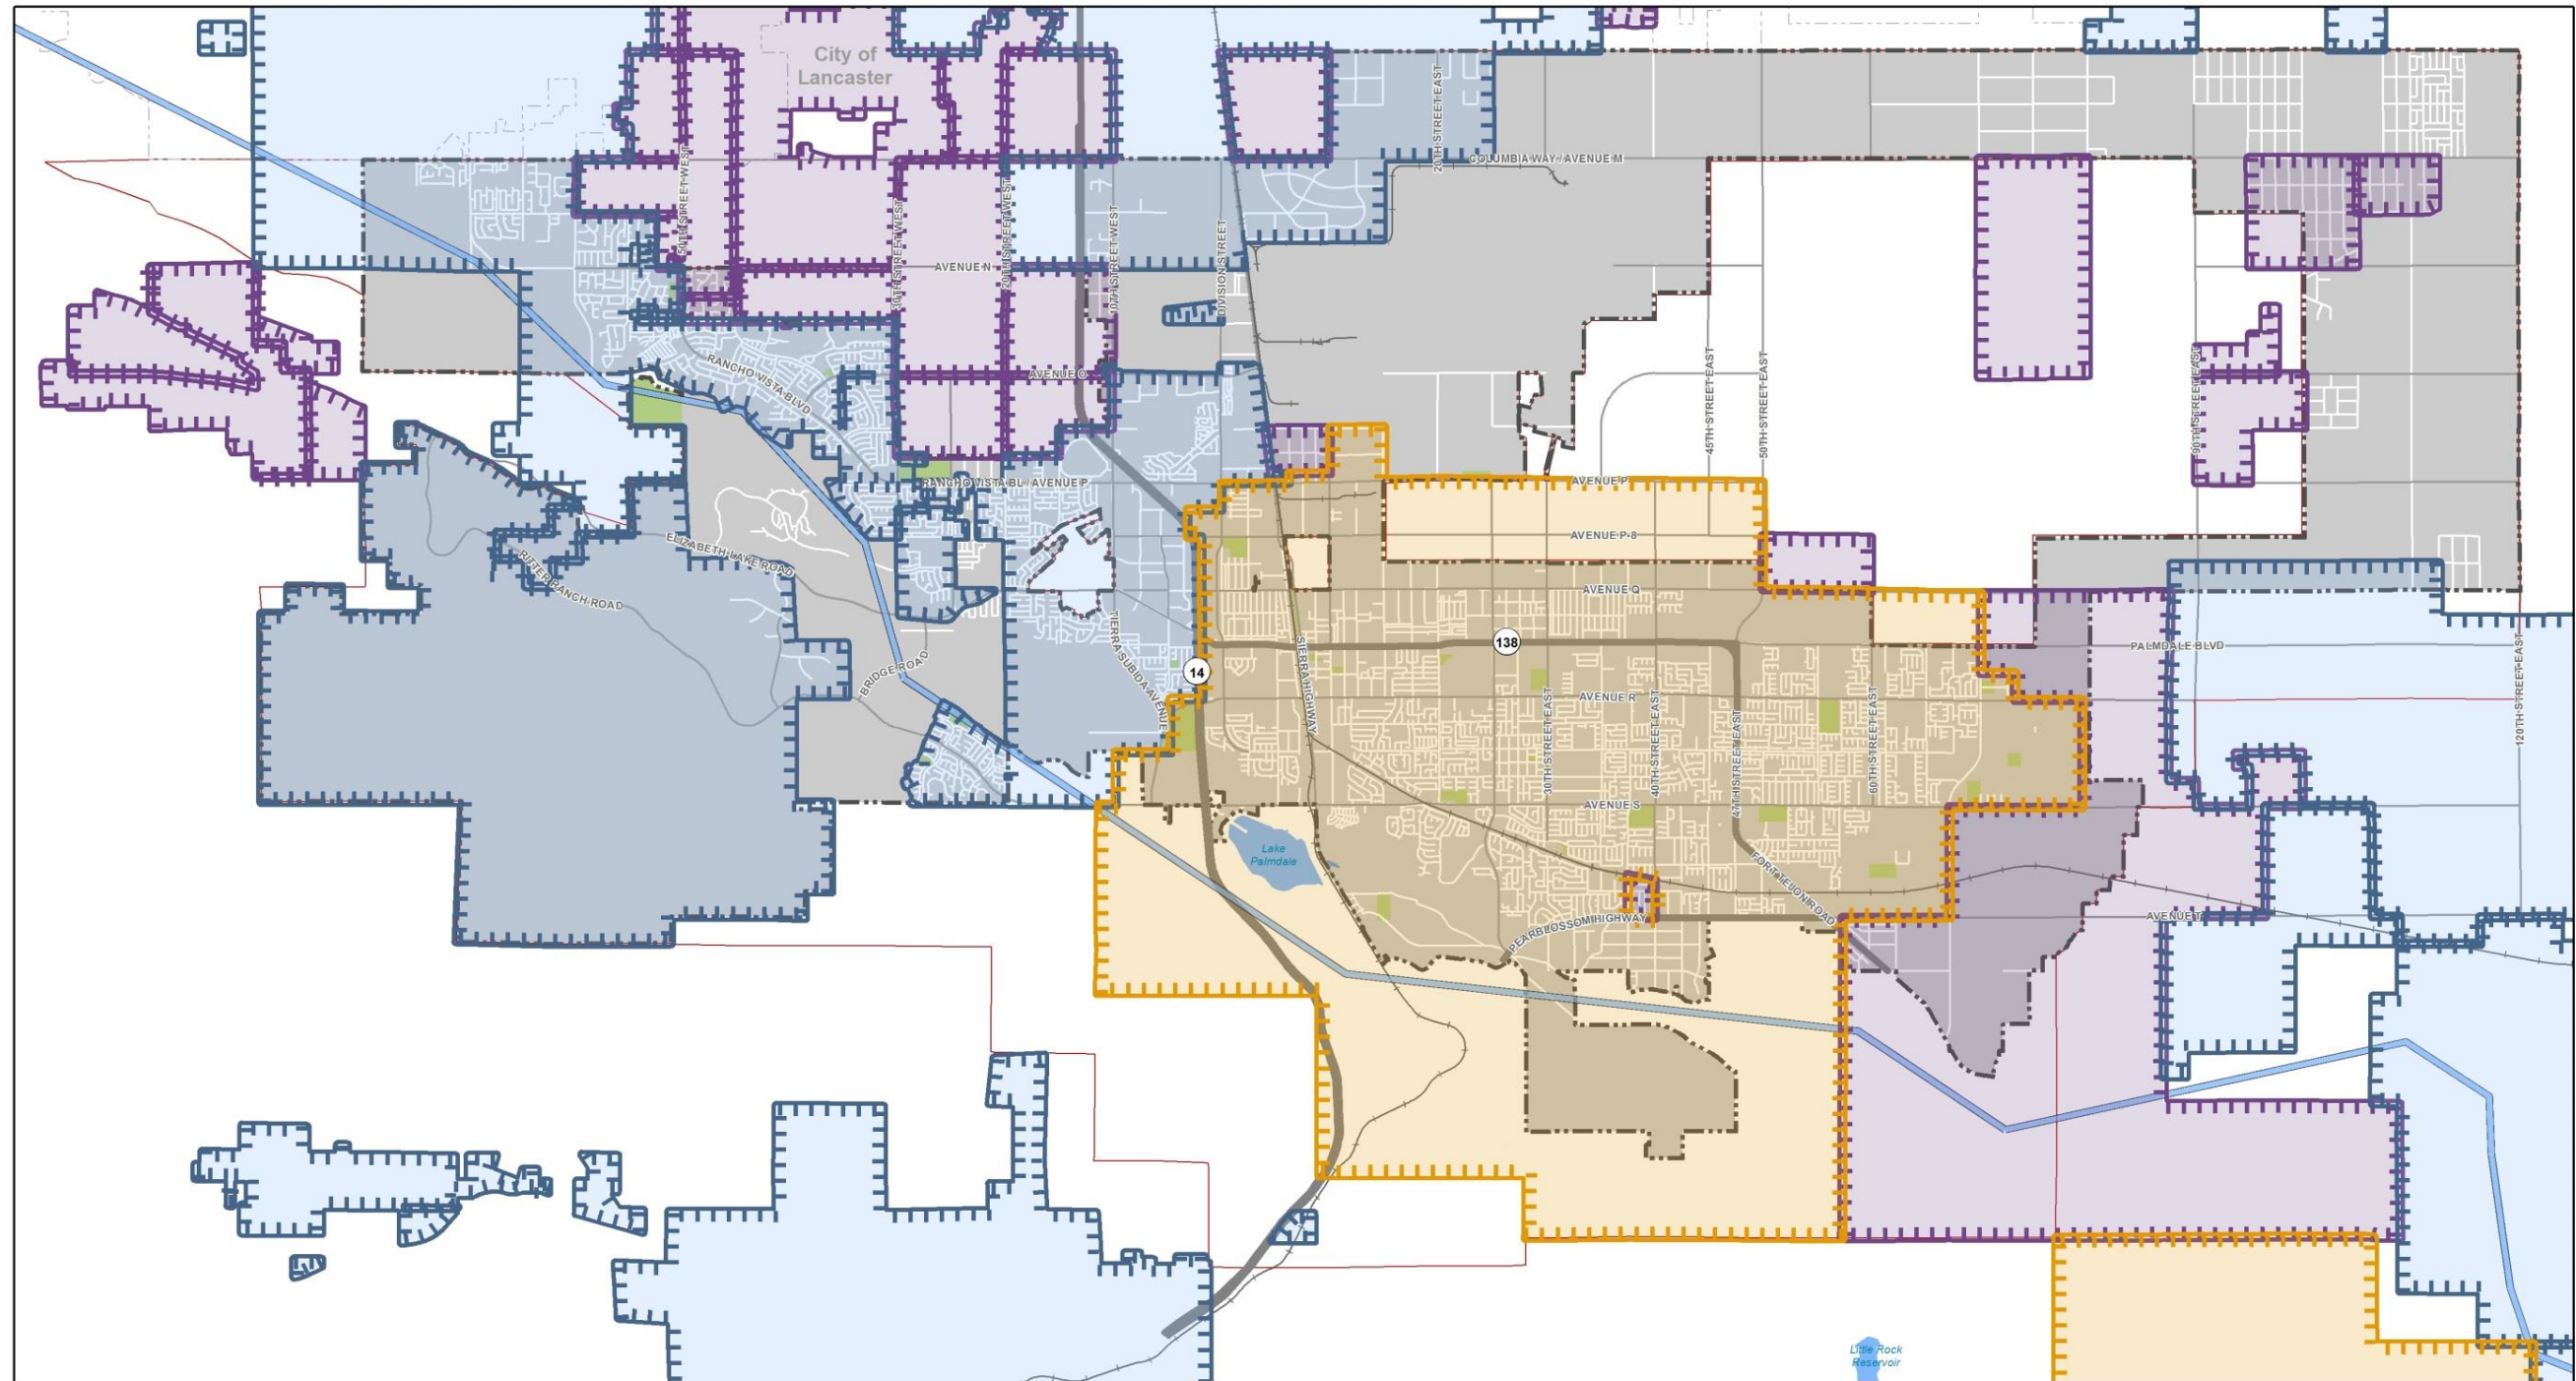 City of
Lancaster
20TH STREET EAST
COLUMBIA WAY / AVENUE M
50TH STREET WEST
30TH STREET WEST
20TH STREET WEST
10TH STREET WEST
DIVISION STREET
AVENUE N
RANCHO VISTA BLVD
AVENUE O
45TH STREET EAST
50TH STREET EAST
90TH STREET EAST
RANCHO VISTA BL / AVENUE P
AVENUE P
AVENUE P-8
ELIZABETH LAKE ROAD
RITTER RANCH ROAD
AVENUE Q
TIERRA SUBIDA AVENUE
SIERRA HIGHWAY
138
14
PALMDALE BLVD
BRIDGE ROAD
AVENUE R
30TH STREET EAST
40TH STREET EAST
47TH STREET EAST
60TH STREET EAST
120TH STREET EAST
AVENUE S
Lake
Palmdale
FORT TEJON ROAD
PEARBLOSSOM HIGHWAY
AVENUE T
Little Rock
Reservoir